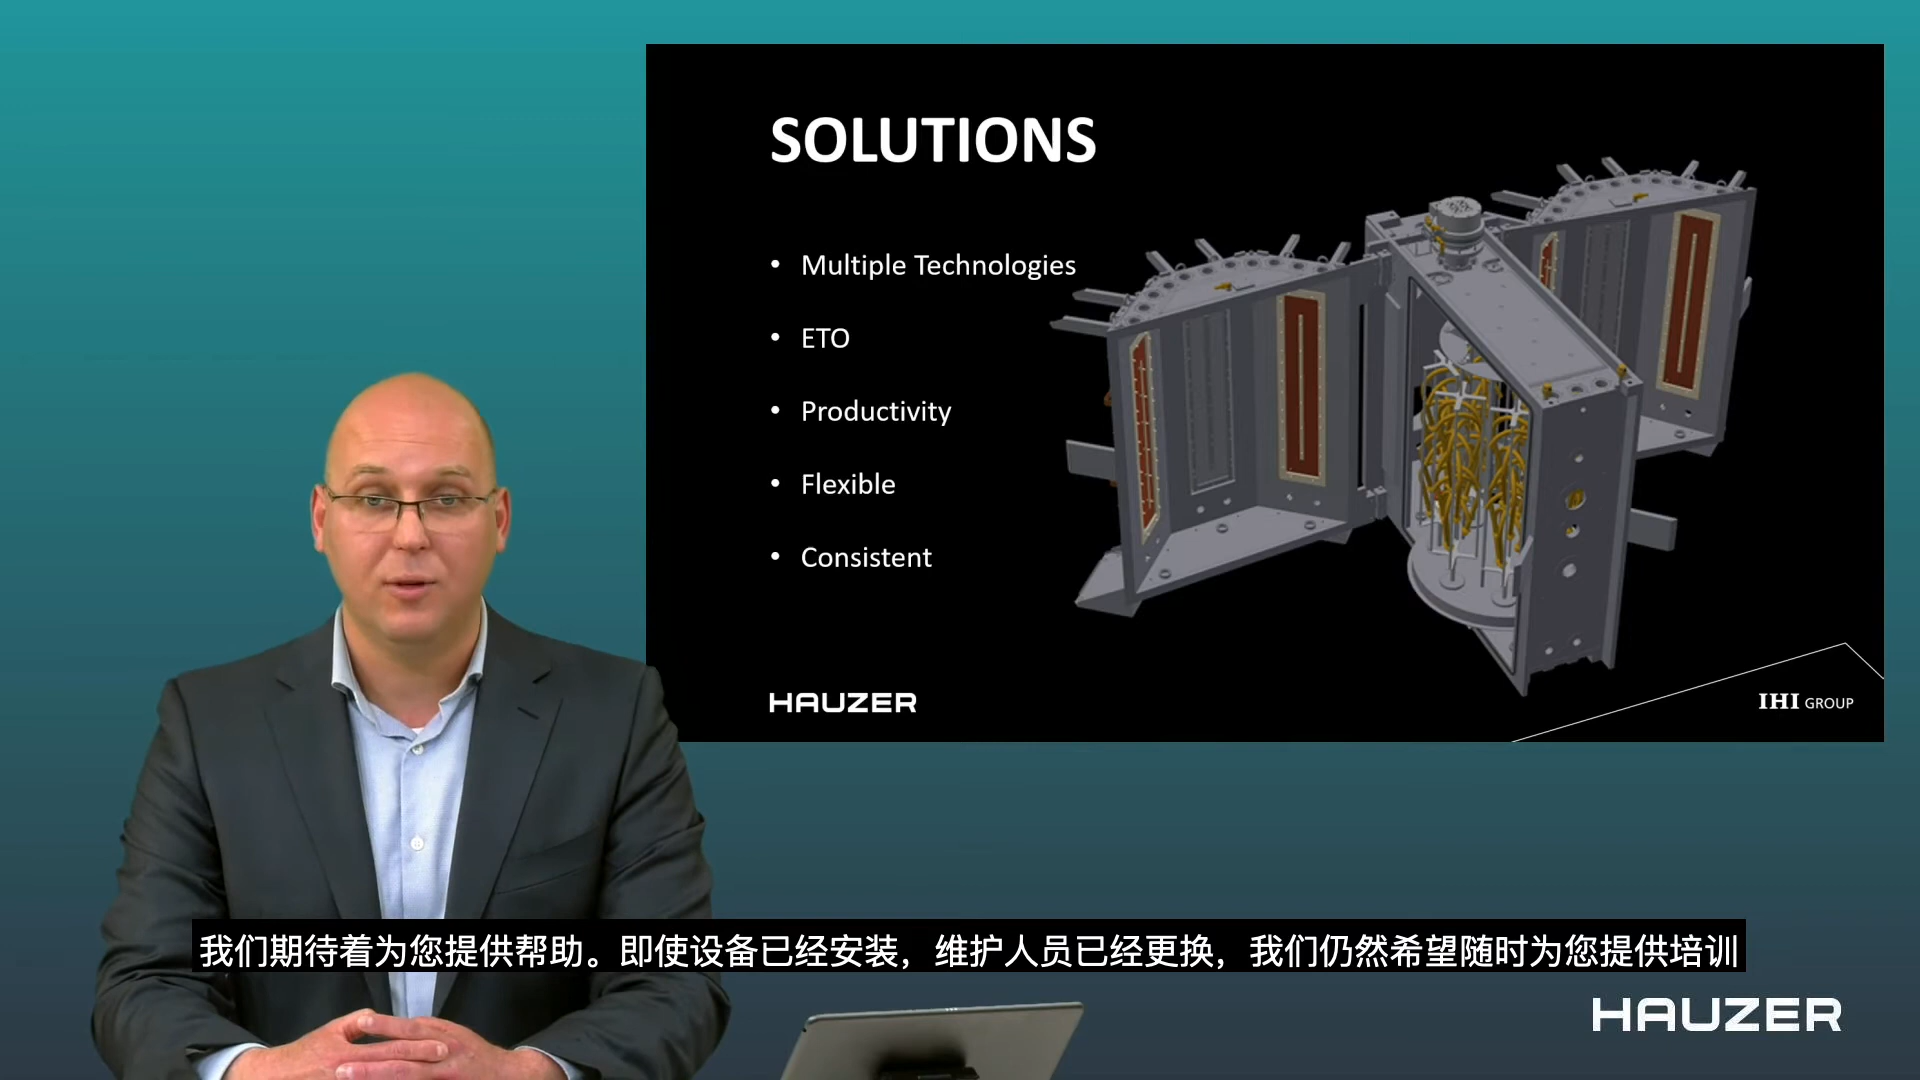 SOLUTIONS
• Multiple Technologies
• ETO
• Productivity
• Flexible
• Consistent
HAUZER
IHI GROUP
我们期待着为您提供帮助。即使设备已经安装，维护人员已经更换，我们仍然希望随时为您提供培训
HAUZER